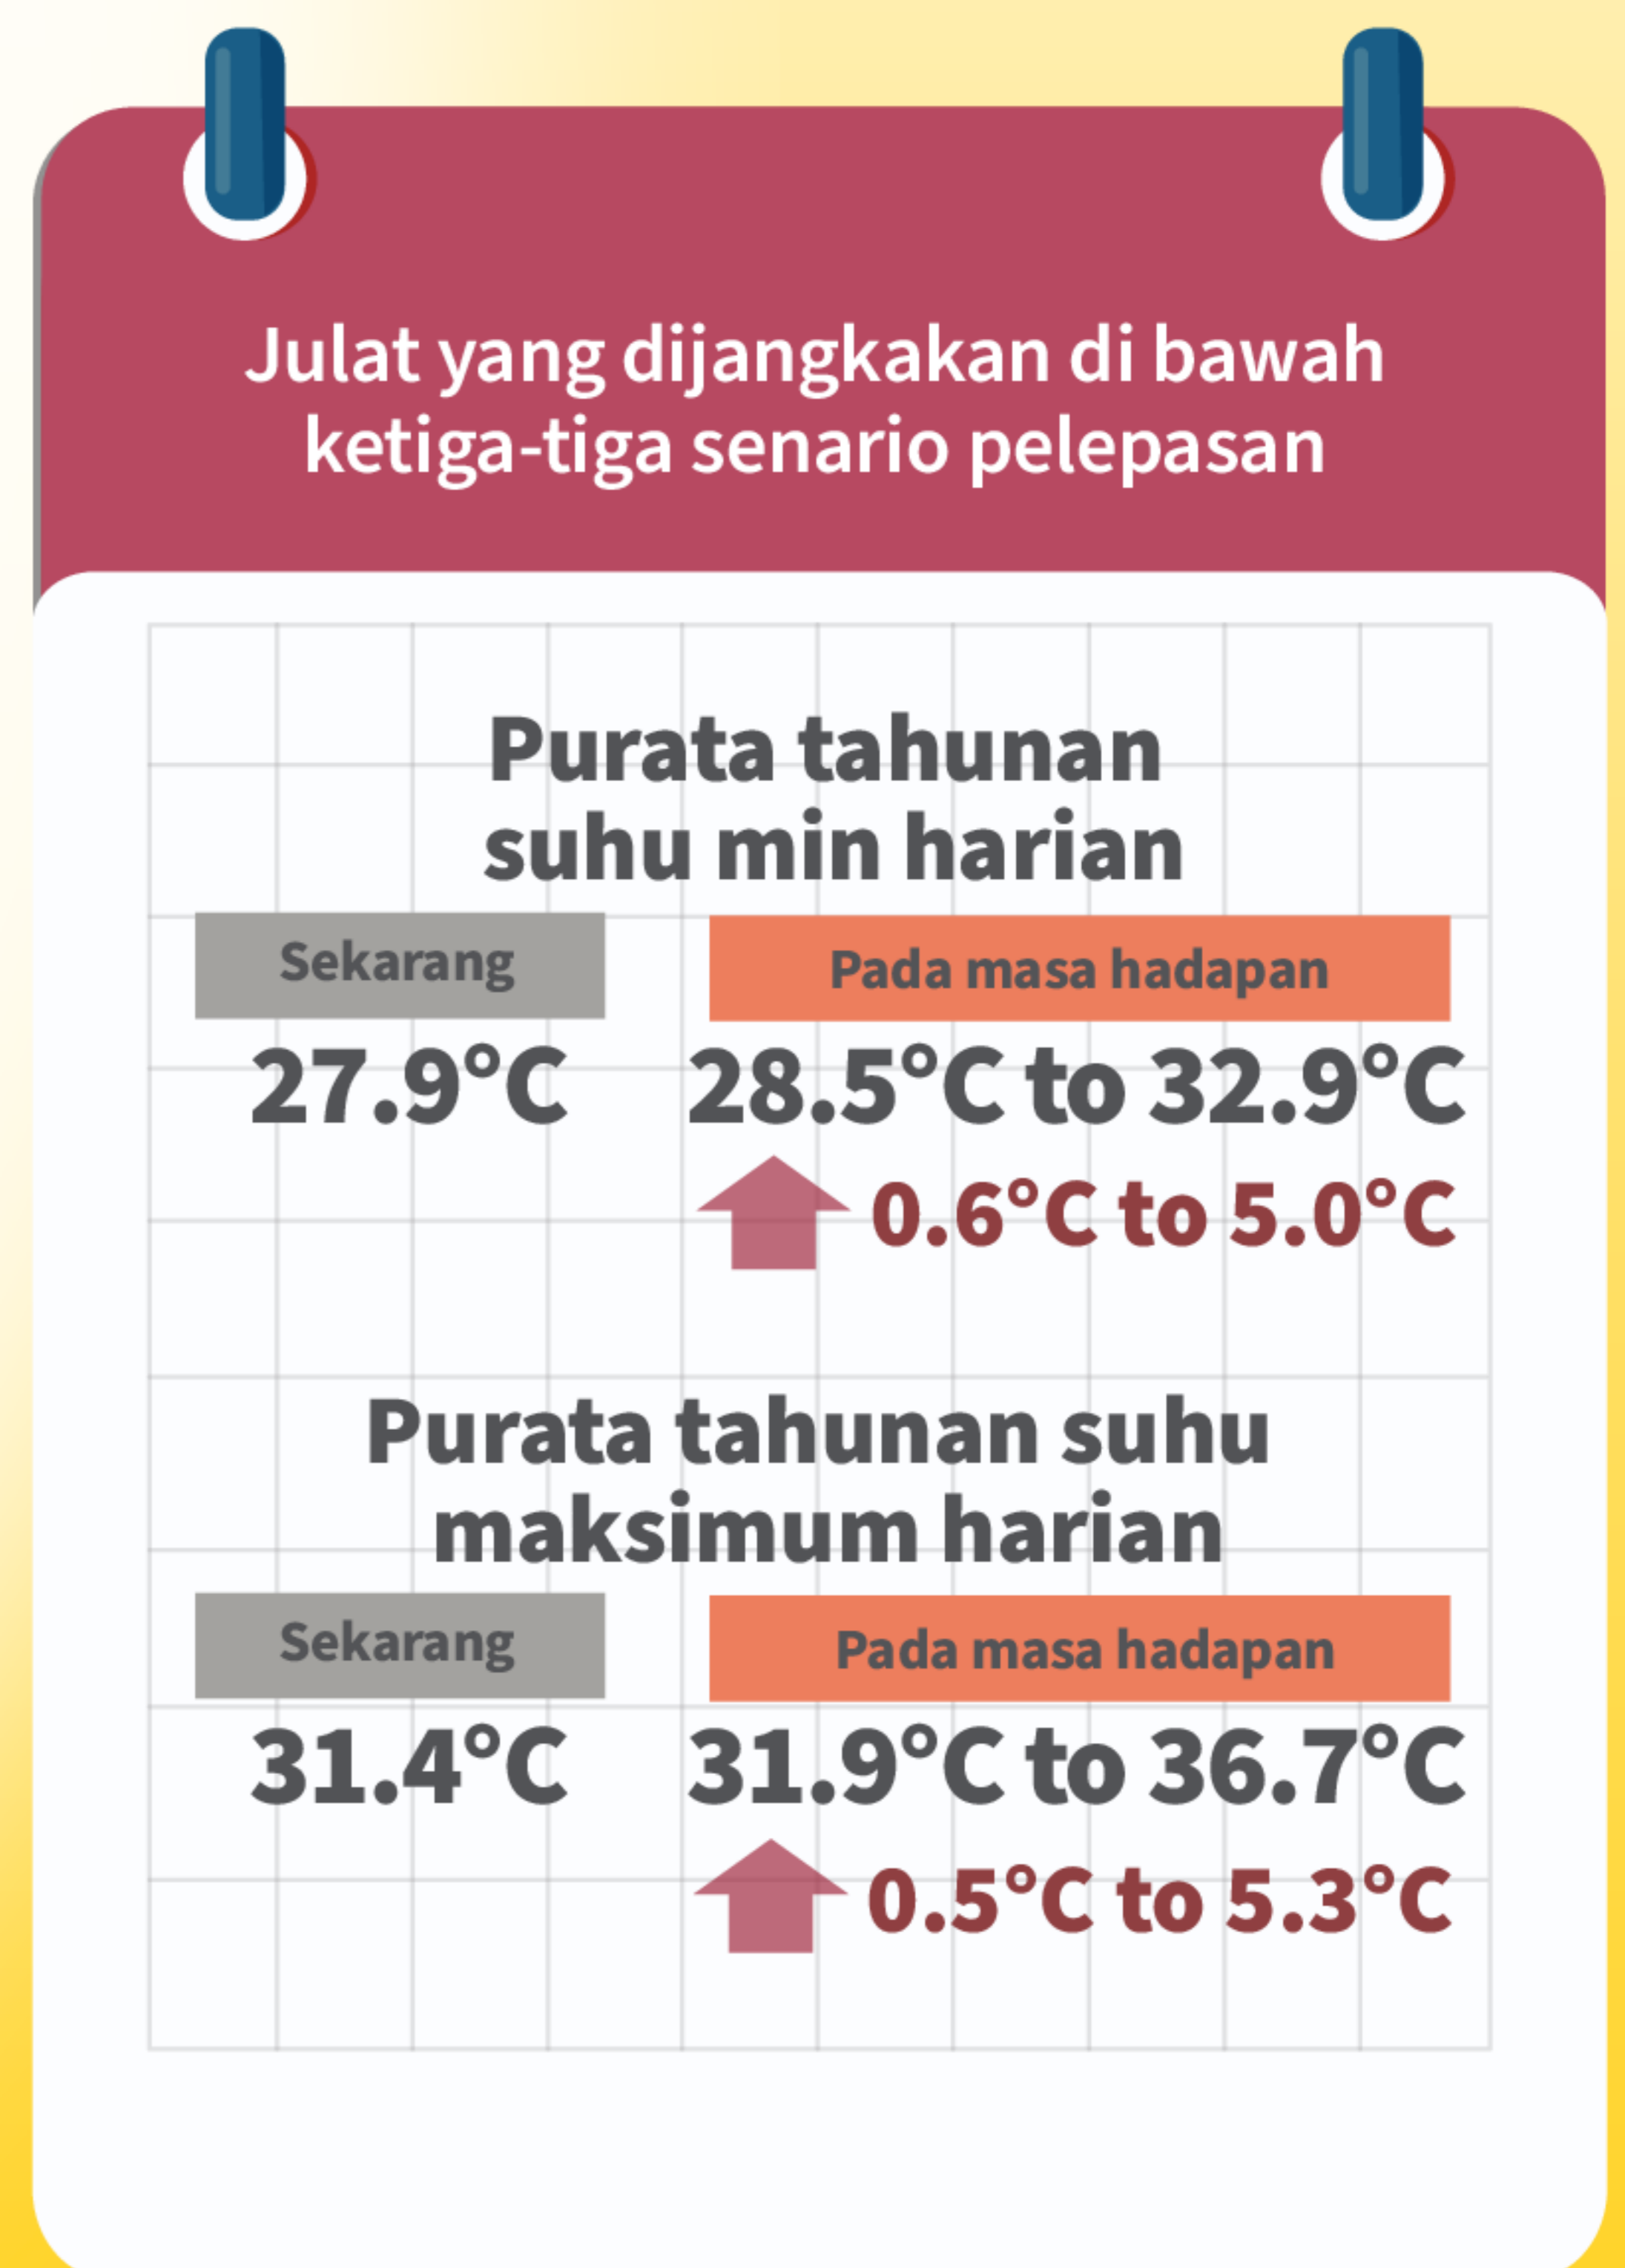 Julat yang dijangkakan di bawah
ketiga-tiga senario pelepasan
Purata tahunan
suhu min harian
Sekarang
Pada masa hadapan
27.9°C
28.5°C to 32.9°C
0.6°C to 5.0°C
Purata tahunan suhu
maksimum harian
Sekarang
Pada masa hadapan
31.4°C
31.9°C to 36.7°C
0.5°C to 5.3°C